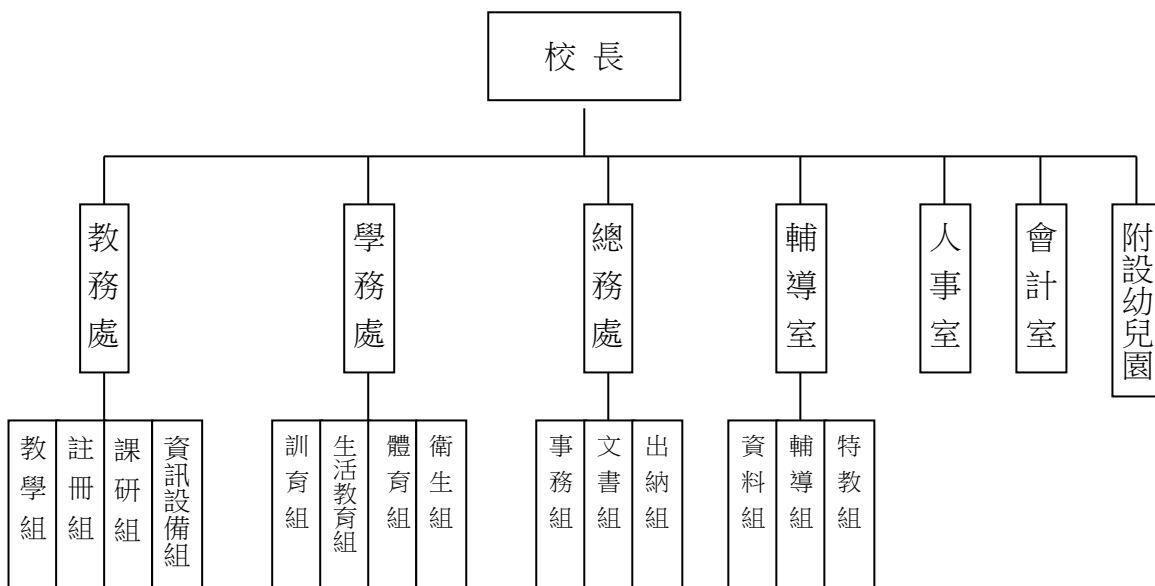 校長
教務處
學務處
總務處
輔導室
人事室
會計室
附設幼兒園
教學組
註冊組
課研組
資訊設備組
訓育組
生活教育組
體育組
衛生組
事務組
文書組
出納組
資料組
輔導組
特教組